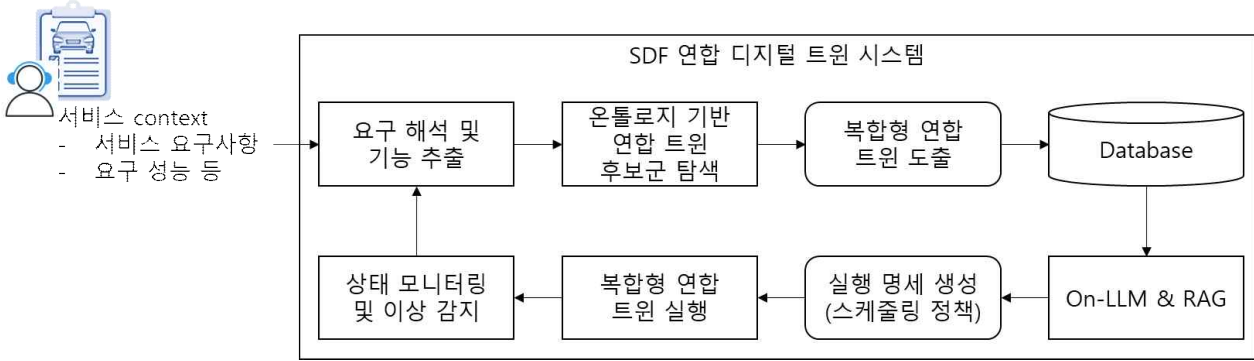 SDF 연합 디지털 트윈 시스템
서비스 context
- 서비스 요구사항
- 요구 성능 등
요구 해석 및
기능 추출
온톨로지 기반
연합 트윈
후보군 탐색
복합형 연합
트윈 도출
Database
상태 모니터링
및 이상 감지
복합형 연합
트윈 실행
실행 명세 생성
(스케줄링 정책)
On-LLM & RAG